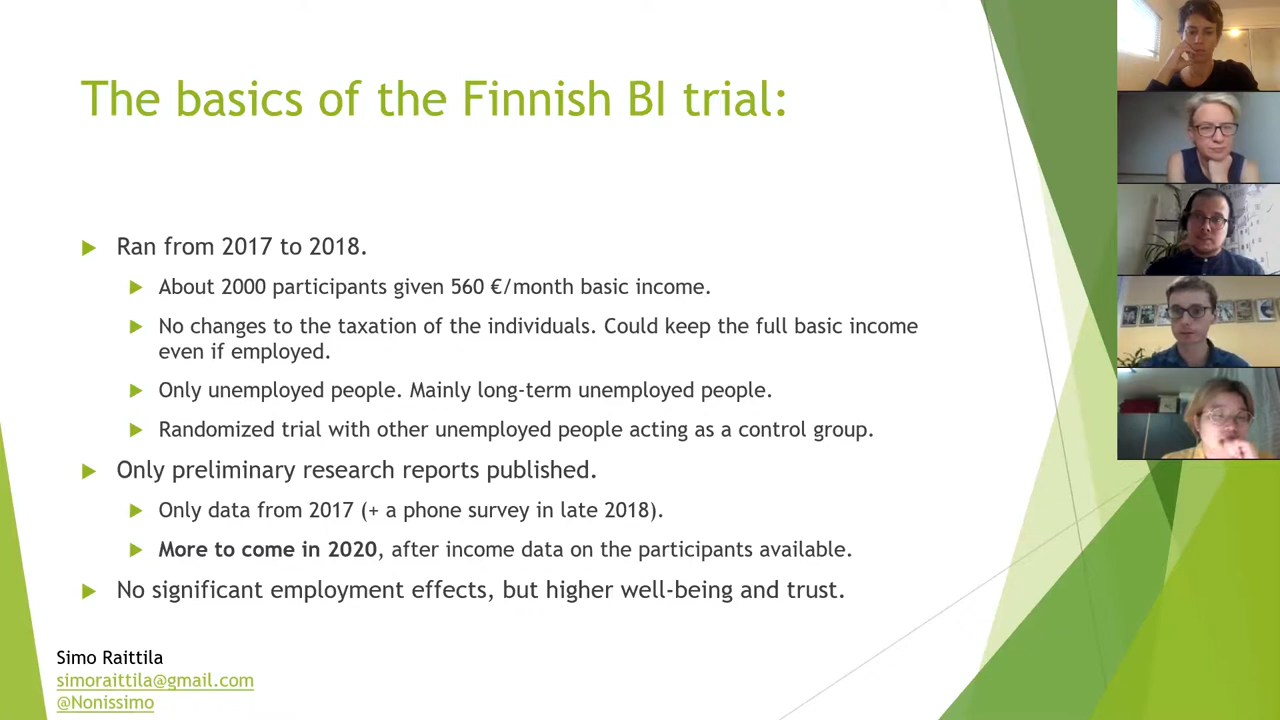 The basics of the Finnish BI trial:
Ran from 2017 to 2018.
About 2000 participants given 560 €/month basic income.
No changes to the taxation of the individuals. Could keep the full basic income
even if employed.
Only unemployed people. Mainly long-term unemployed people.
Randomized trial with other unemployed people acting as a control group.
Only preliminary research reports published.
Only data from 2017 (+ a phone survey in late 2018).
More to come in 2020, after income data on the participants available.
No significant employment effects, but higher well-being and trust.
Simo Raittila
simoraittila@gmail.com
@Nonissimo